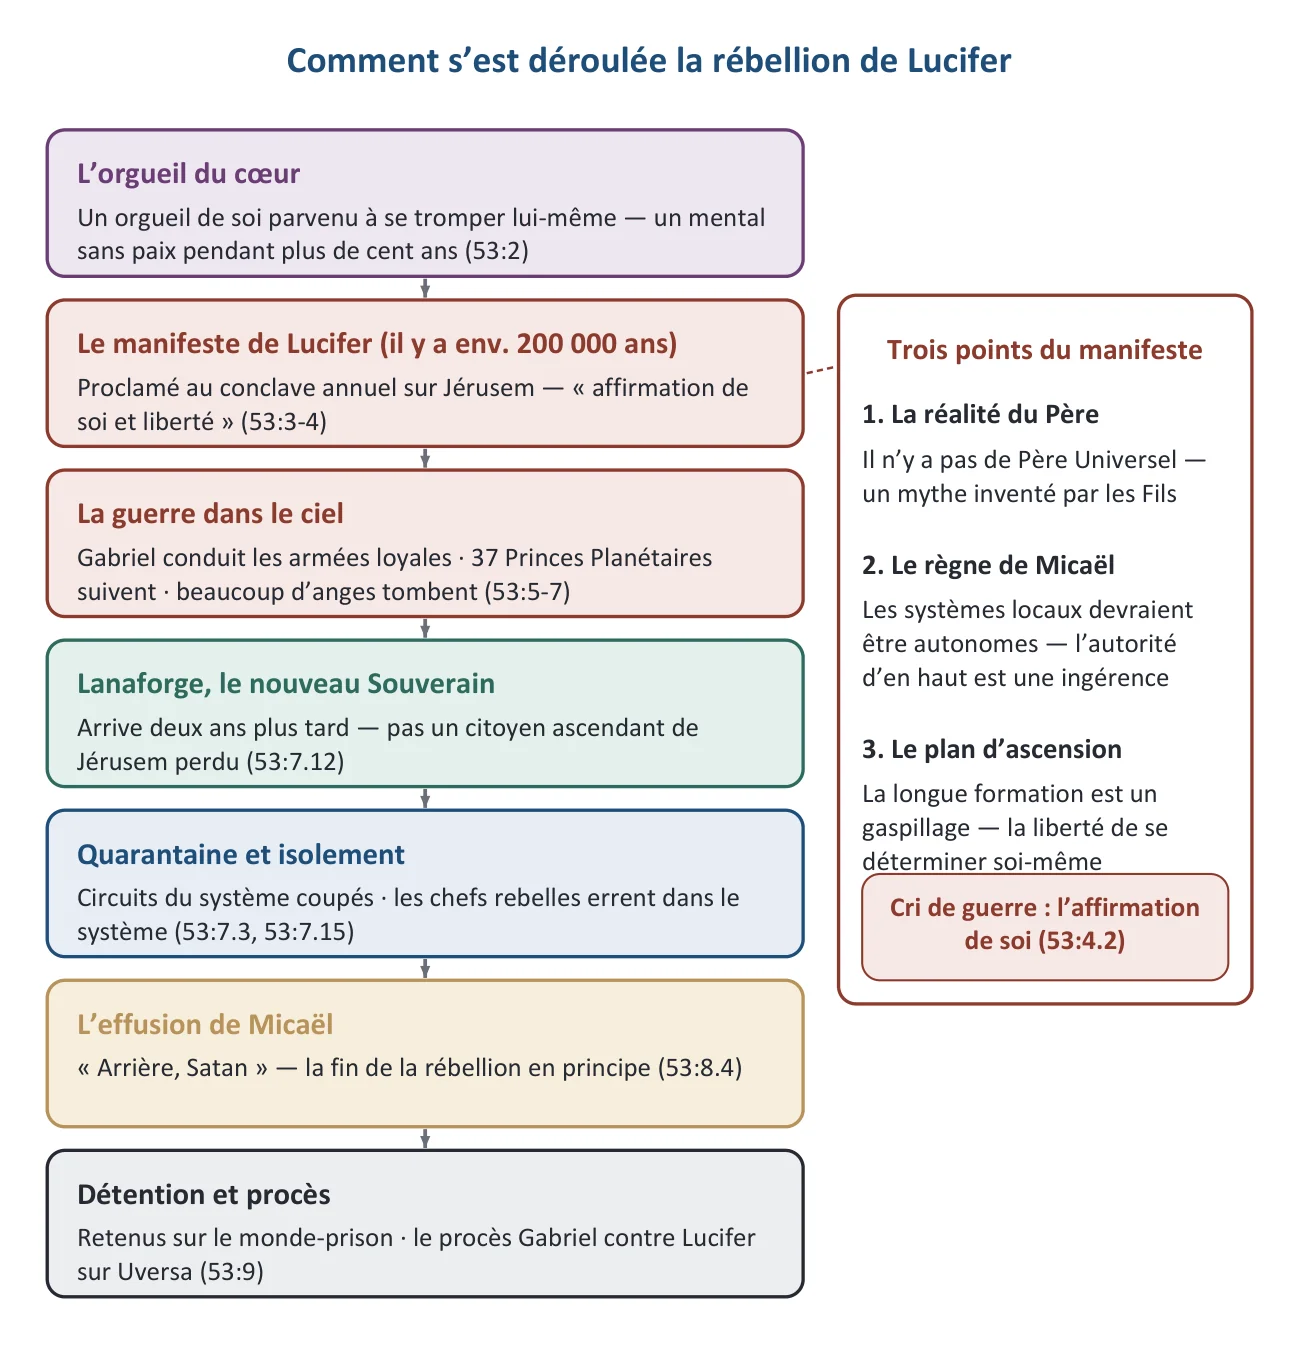 Comment s’est déroulée la rébellion de Lucifer
L’orgueil du cœur
Un orgueil de soi parvenu à se tromper lui-même — un mental
sans paix pendant plus de cent ans (53:2)
Le manifeste de Lucifer (il y a env. 200 000 ans)
Proclamé au conclave annuel sur Jérusem — « affirmation de
soi et liberté » (53:3-4)
La guerre dans le ciel
Gabriel conduit les armées loyales · 37 Princes Planétaires
suivent · beaucoup d’anges tombent (53:5-7)
Lanaforge, le nouveau Souverain
Arrive deux ans plus tard — pas un citoyen ascendant de
Jérusem perdu (53:7.12)
Quarantaine et isolement
Circuits du système coupés · les chefs rebelles errent dans le
système (53:7.3, 53:7.15)
L’effusion de Micaël
« Arrière, Satan » — la fin de la rébellion en principe (53:8.4)
Détention et procès
Retenus sur le monde-prison · le procès Gabriel contre Lucifer
sur Uversa (53:9)
Trois points du manifeste
1. La réalité du Père
Il n’y a pas de Père Universel —
un mythe inventé par les Fils
2. Le règne de Micaël
Les systèmes locaux devraient
être autonomes — l’autorité
d’en haut est une ingérence
3. Le plan d’ascension
La longue formation est un
gaspillage — la liberté de se
déterminer soi-même
Cri de guerre : l’affirmation
de soi (53:4.2)